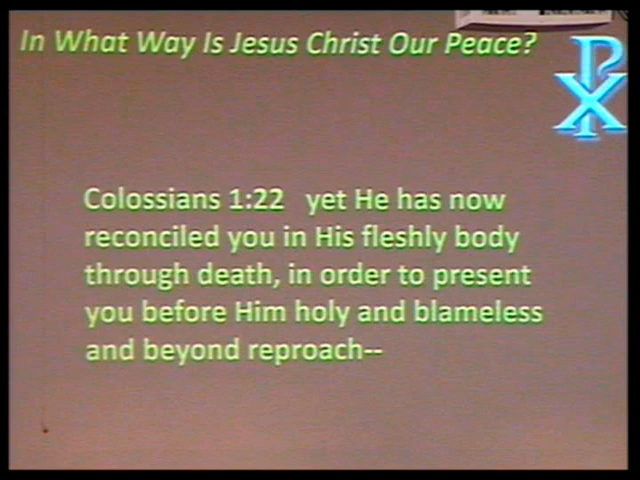 In What Way Is Jesus Christ Our Peace?
Colossians 1:22 yet He has now
reconciled you in His fleshly body
through death, in order to present
you before Him holy and blameless
and beyond reproach--